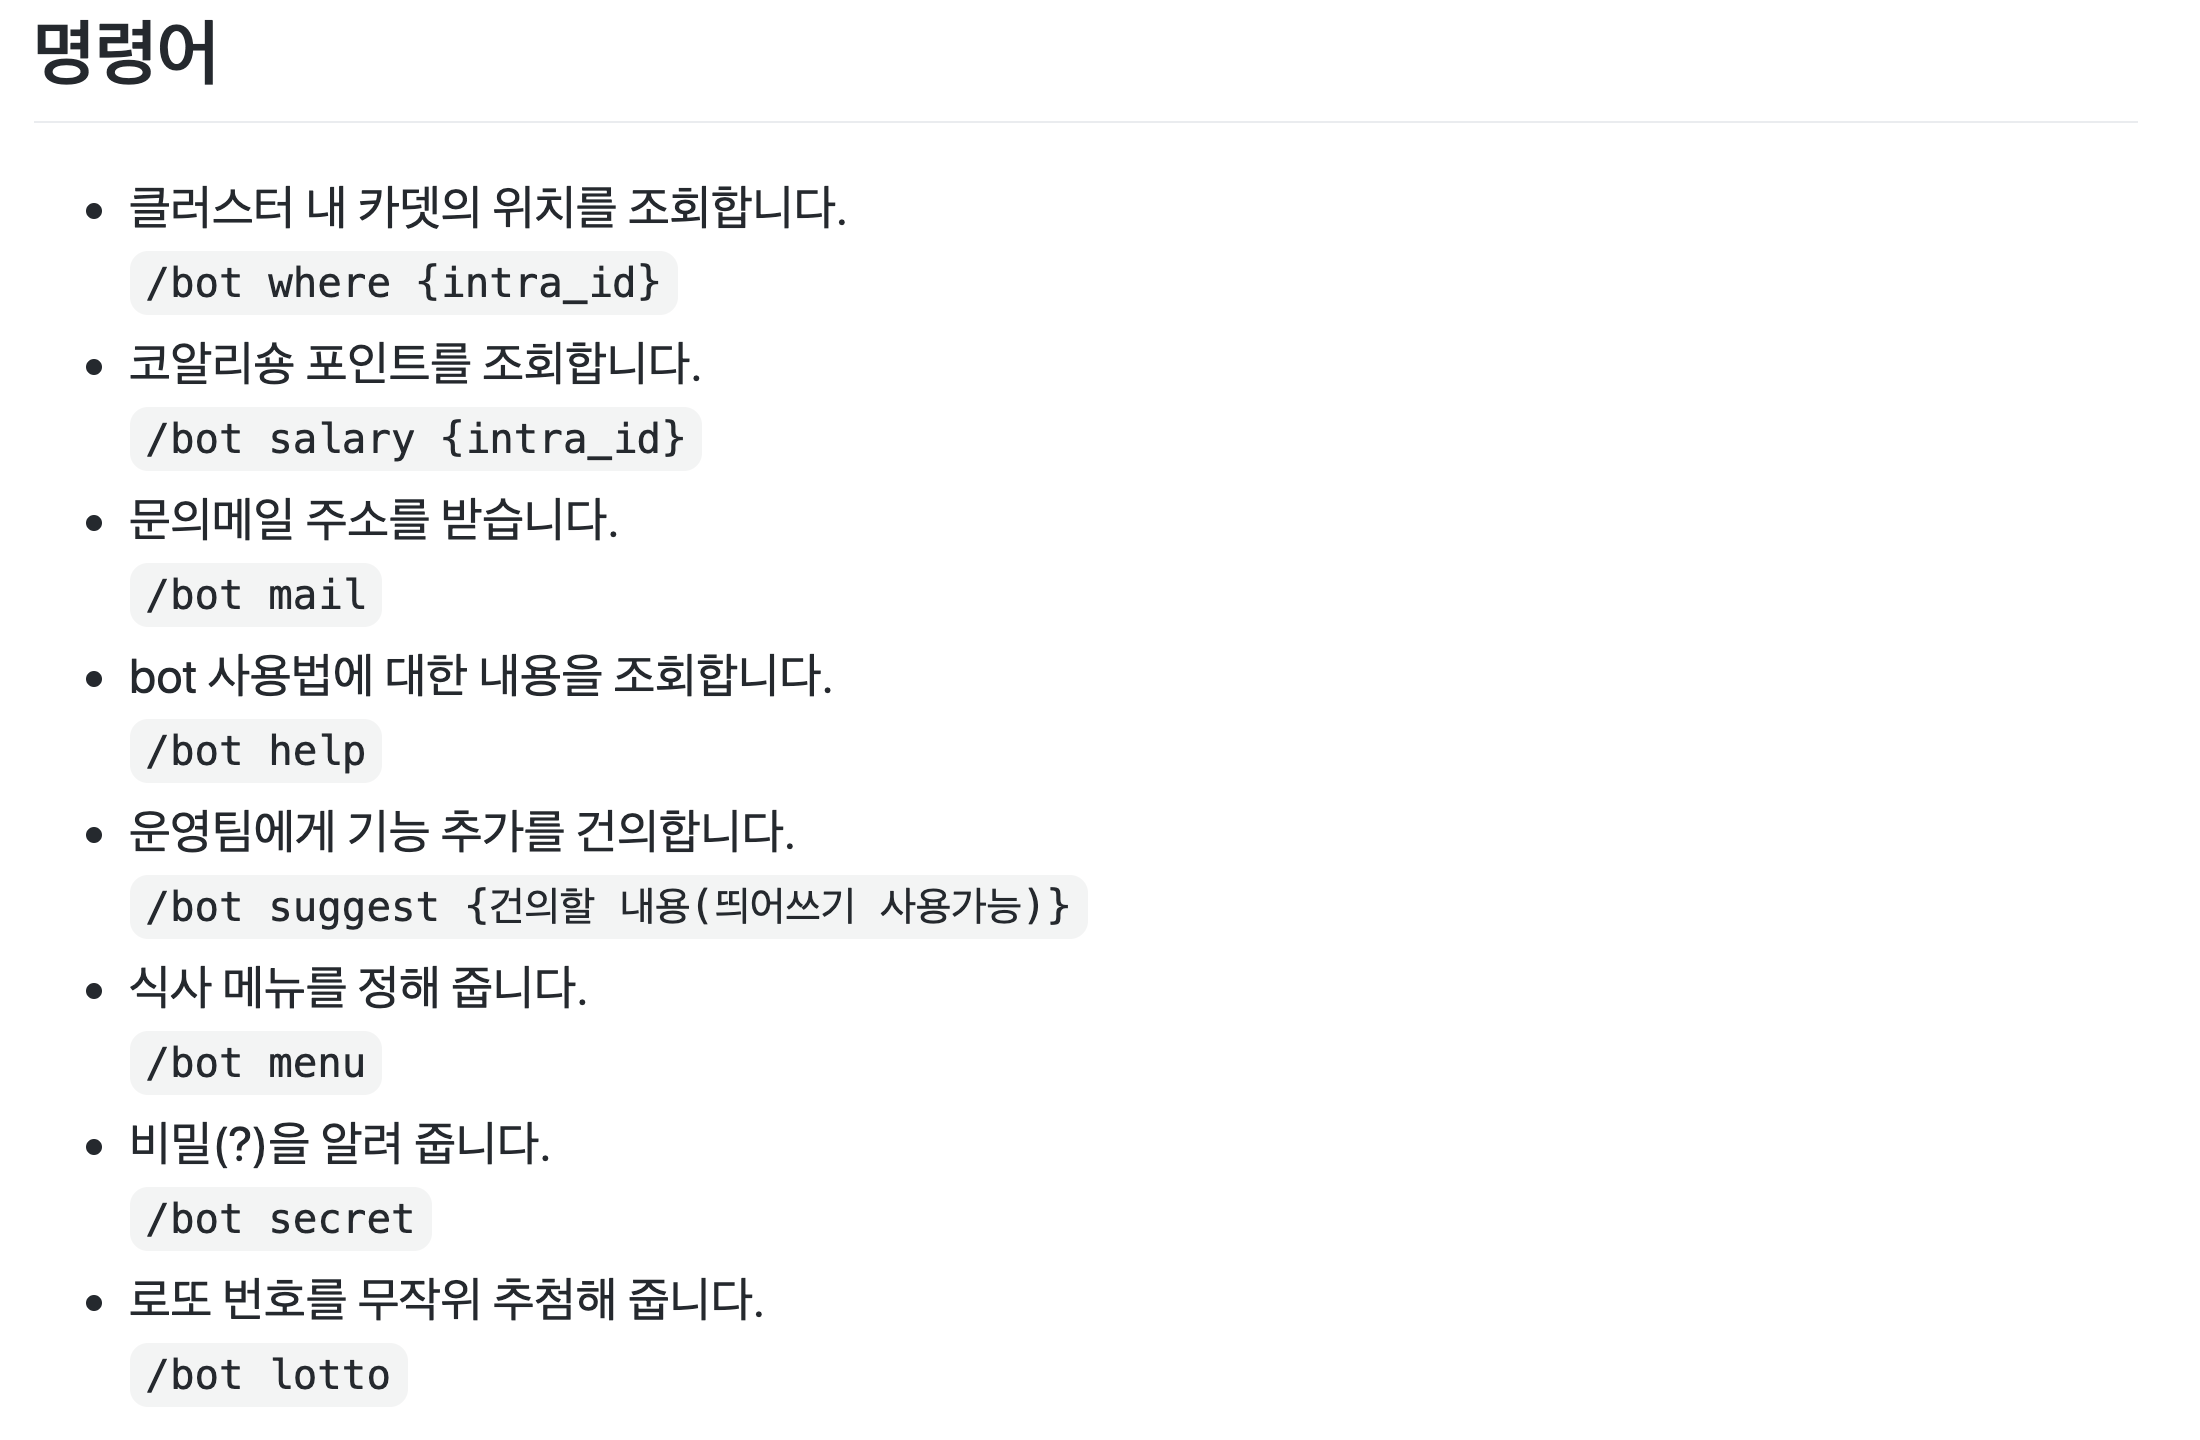 명령어
클러스터 내 카뎃의 위치를 조회합니다.
/bot where {intra_id}
코알리숑 포인트를 조회합니다.
/bot salary {intra_id}
문의메일 주소를 받습니다.
/bot mail
bot 사용법에 대한 내용을 조회합니다.
/bot help
운영팀에게 기능 추가를 건의합니다.
/bot suggest {건의할 내용(띄어쓰기 사용가능)}
식사 메뉴를 정해 줍니다.
/bot menu
비밀(?)을 알려 줍니다.
/bot secret
로또 번호를 무작위 추첨해 줍니다.
/bot lotto